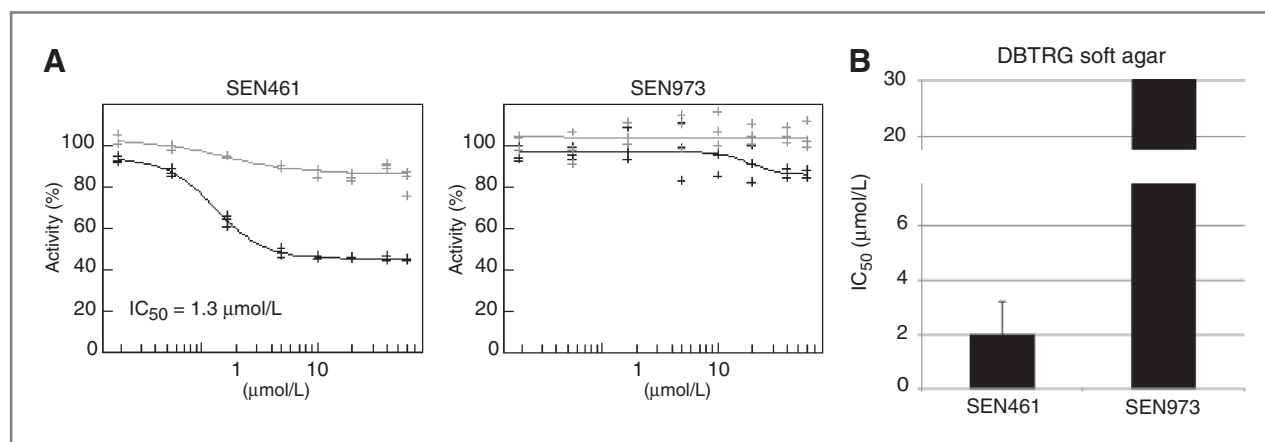 A
SEN461
Activity (%)
100
80
60
40
20
0
IC50 = 1.3 μmol/L
1 10
(μmol/L)
SEN973
Activity (%)
100
80
60
40
20
0
1 10
(μmol/L)
B
DBTRG soft agar
IC50 (μmol/L)
30
20
6
4
2
0
SEN461 SEN973